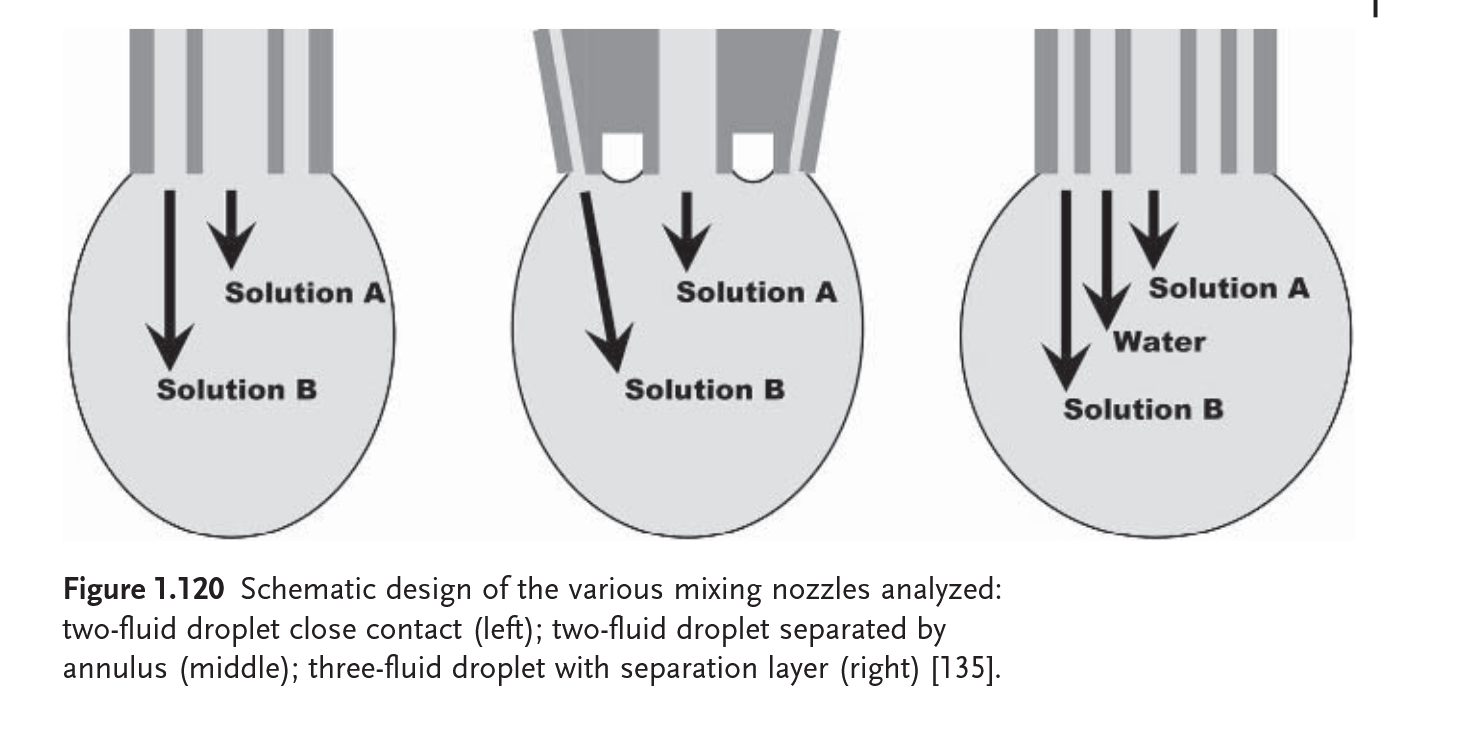 Solution A
Solution B
Solution A
Solution B
Solution A
Water
Solution B
Figure 1.120 Schematic design of the various mixing nozzles analyzed:
two-fluid droplet close contact (left); two-fluid droplet separated by
annulus (middle); three-fluid droplet with separation layer (right) [135].